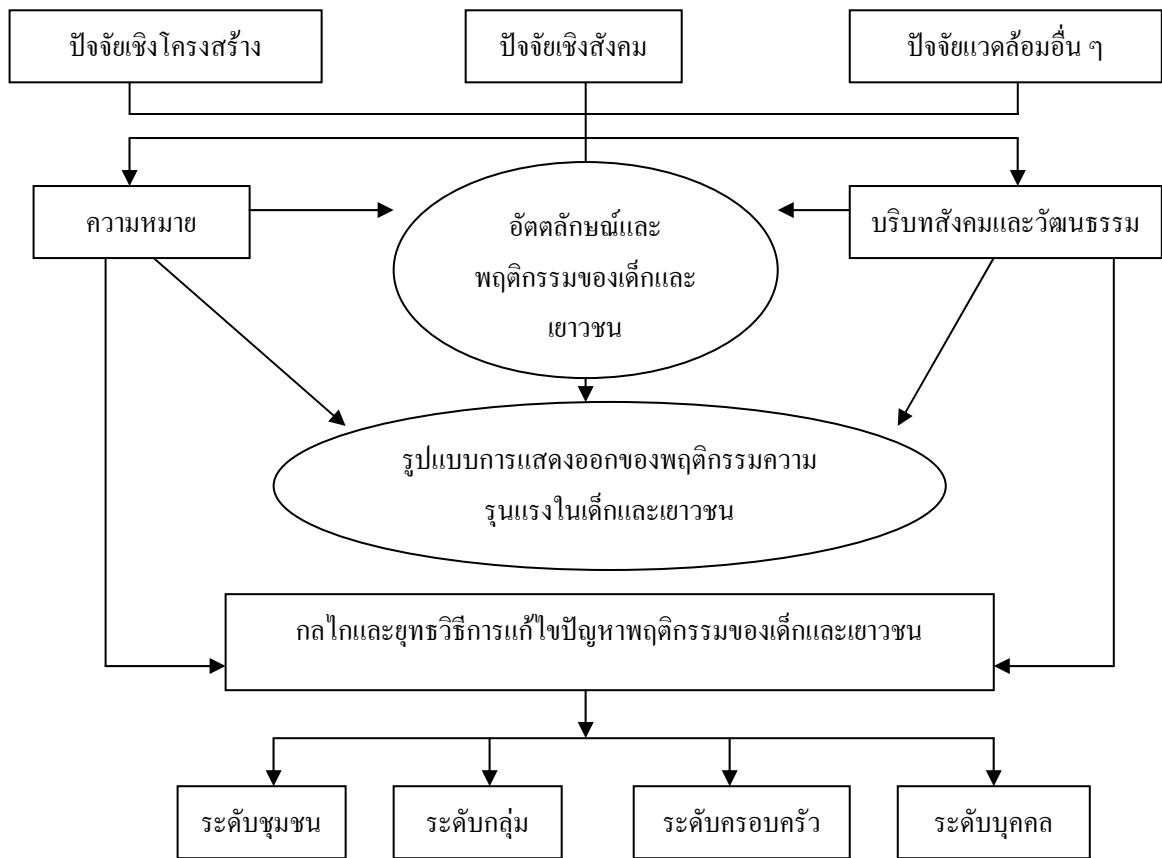 ปัจจัยเชิงโครงสร้าง
ปัจจัยเชิงสังคม
ปัจจัยแวดล้อมอื่น ๆ
ความหมาย
อัตตลักษณ์และ
พฤติกรรมของเด็กและ
เยาวชน
บริบทสังคมและวัฒนธรรม
รูปแบบการแสดงออกของพฤติกรรมความ
รุนแรงในเด็กและเยาวชน
กลไกและยุทธวิธีการแก้ไขปัญหาพฤติกรรมของเด็กและเยาวชน
ระดับชุมชน
ระดับกลุ่ม
ระดับครอบครัว
ระดับบุคคล